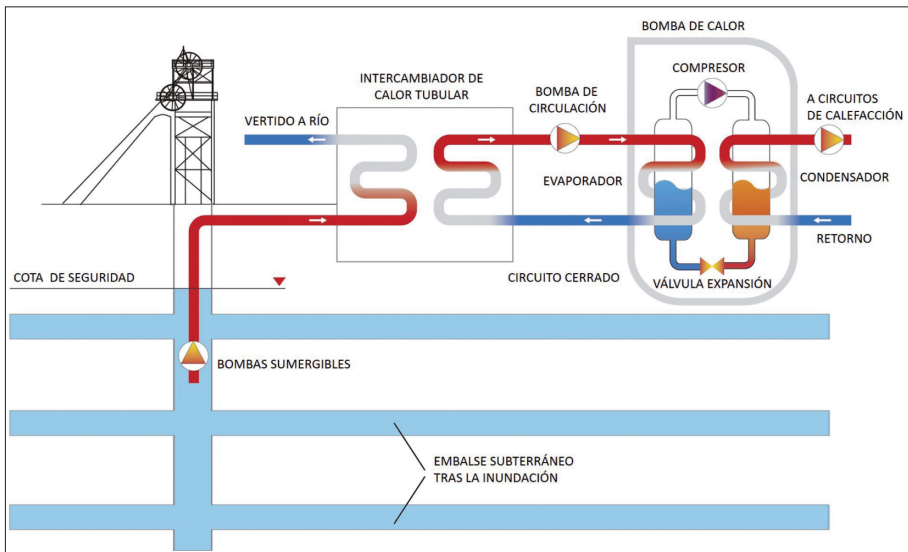 BOMBA DE CALOR
COMPRESOR
INTERCAMBIADOR DE
CALOR TUBULAR
BOMBA DE
CIRCULACIÓN
A CIRCUITOS
DE CALEFACCIÓN
VERTIDO A RÍO
EVAPORADOR
CONDENSADOR
RETORNO
COTA DE SEGURIDAD
CIRCUITO CERRADO
VÁLVULA EXPANSIÓN
BOMBAS SUMERGIBLES
EMBALSE SUBTERRÁNEO
TRAS LA INUNDACIÓN